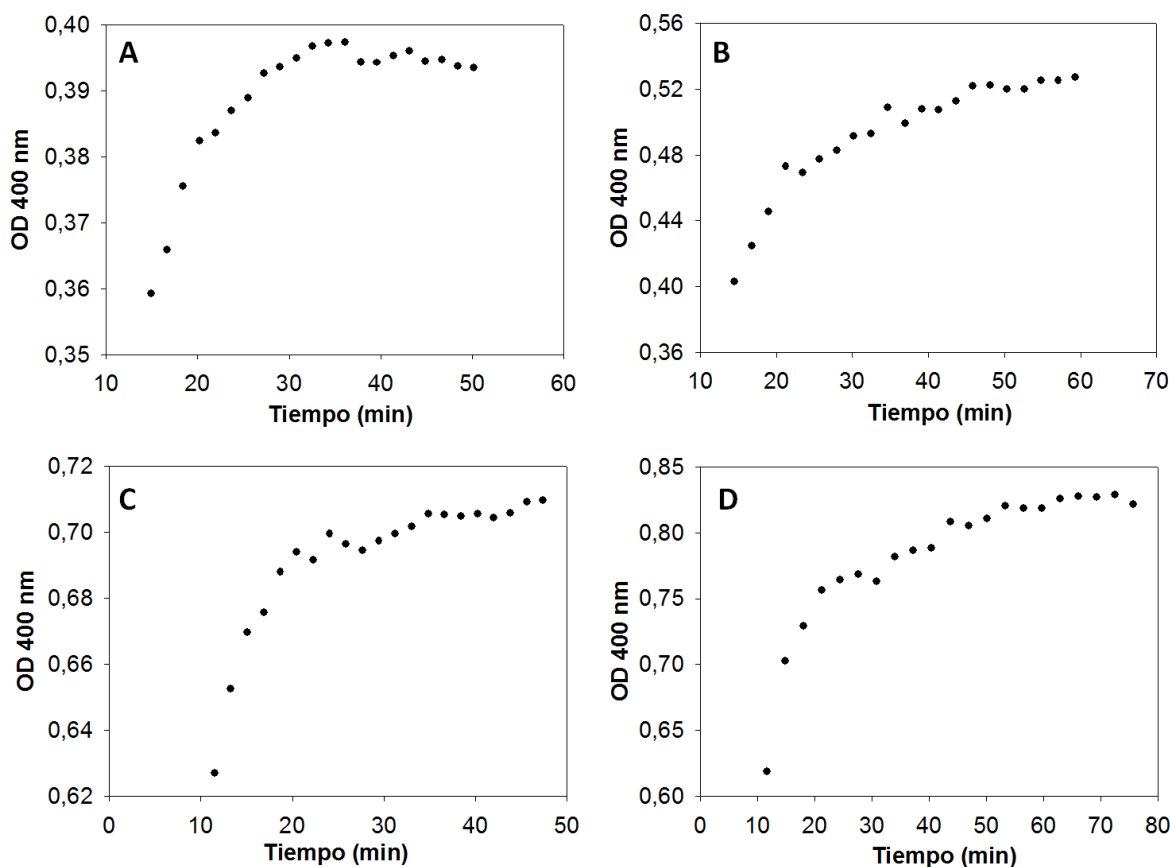 A
OD 400 nm
0,40
0,39
0,38
0,37
0,36
0,35
10 20 30 40 50 60
Tiempo (min)
B
OD 400 nm
0,56
0,52
0,48
0,44
0,40
0,36
10 20 30 40 50 60 70
Tiempo (min)
C
OD 400 nm
0,72
0,70
0,68
0,66
0,64
0,62
0 10 20 30 40 50
Tiempo (min)
D
OD 400 nm
0,85
0,80
0,75
0,70
0,65
0,60
0 10 20 30 40 50 60 70 80
Tiempo (min)